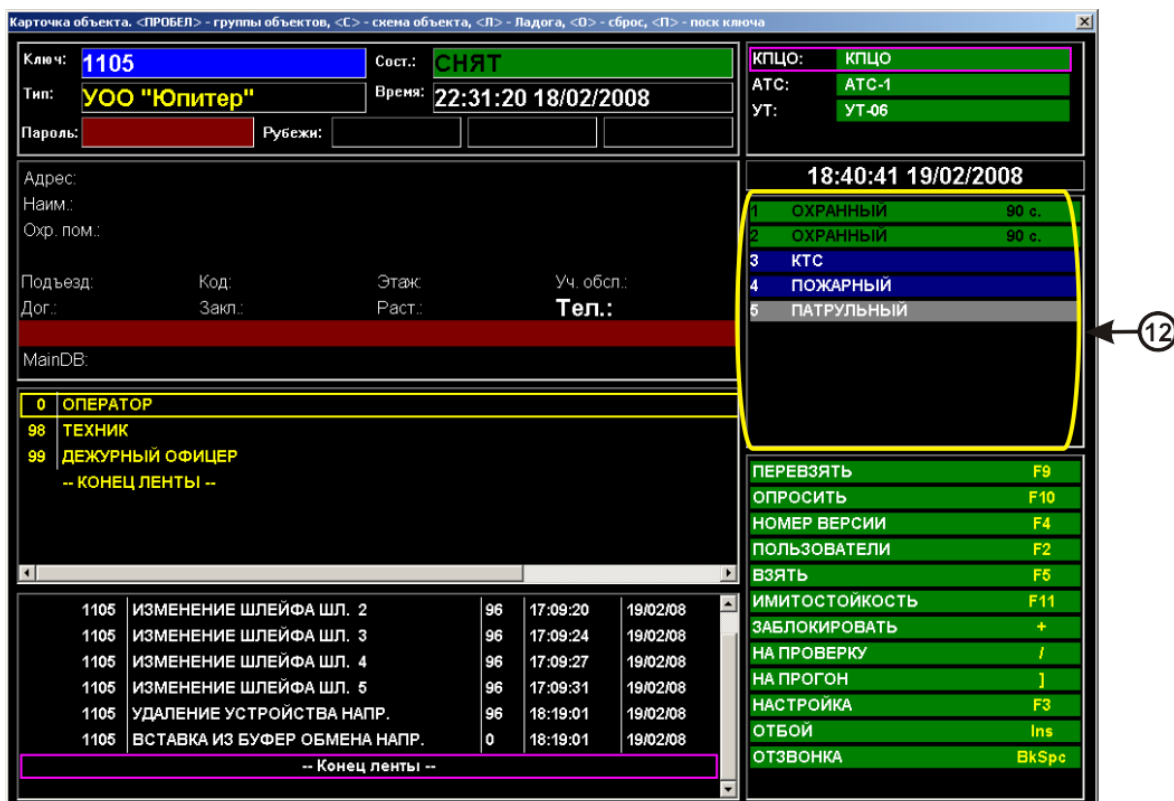 Карточка объекта. <ПРОБЕЛ> - группы объектов, <С> - схема объекта, <Л> - Ладога, <О> - сброс, <П> - поск ключа
Ключ: 1105 Сост.: СНЯТ
Тип: УОО "Юпитер" Время: 22:31:20 18/02/2008
Пароль: Рубежи:
КПЦО: КПЦО
АТС: АТС-1
УТ: УТ-06
18:40:41 19/02/2008
Адрес:
Наим.:
Охр. пом.:
Подъезд: Код: Этаж: Уч. обсл.:
Дог.: Закл.: Раст.: Тел.:
MainDB:
1 ОХРАННЫЙ 90 с.
2 ОХРАННЫЙ 90 с.
3 КТС
4 ПОЖАРНЫЙ
5 ПАТРУЛЬНЫЙ
12
0 ОПЕРАТОР
98 ТЕХНИК
99 ДЕЖУРНЫЙ ОФИЦЕР
-- КОНЕЦ ЛЕНТЫ --
ПЕРЕВЗЯТЬ F9
ОПРОСИТЬ F10
НОМЕР ВЕРСИИ F4
ПОЛЬЗОВАТЕЛИ F2
ВЗЯТЬ F5
ИМИТОСТОЙКОСТЬ F11
ЗАБЛОКИРОВАТЬ +
НА ПРОВЕРКУ /
НА ПРОГОН ]
НАСТРОЙКА F3
ОТБОЙ Ins
ОТЗВОНКА BkSpc
1105 ИЗМЕНЕНИЕ ШЛЕЙФА ШЛ. 2 96 17:09:20 19/02/08
1105 ИЗМЕНЕНИЕ ШЛЕЙФА ШЛ. 3 96 17:09:24 19/02/08
1105 ИЗМЕНЕНИЕ ШЛЕЙФА ШЛ. 4 96 17:09:27 19/02/08
1105 ИЗМЕНЕНИЕ ШЛЕЙФА ШЛ. 5 96 17:09:31 19/02/08
1105 УДАЛЕНИЕ УСТРОЙСТВА НАПР. 96 18:19:01 19/02/08
1105 ВСТАВКА ИЗ БУФЕР ОБМЕНА НАПР. 0 18:19:01 19/02/08
-- Конец ленты --